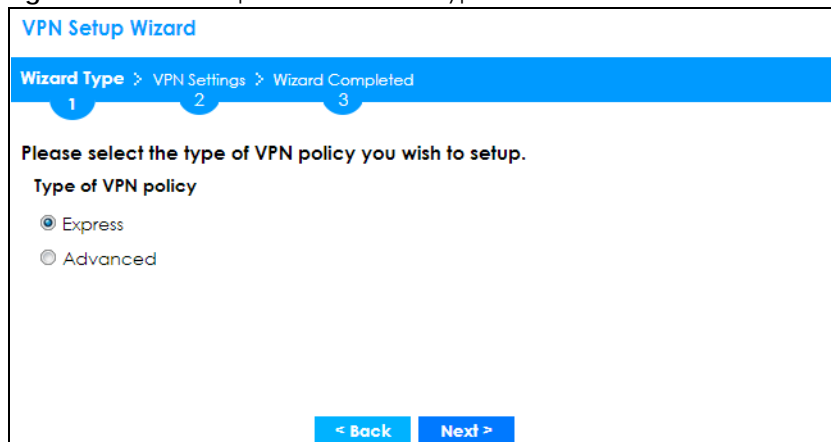 VPN Setup Wizard
Wizard Type > VPN Settings > Wizard Completed
1 2 3
Please select the type of VPN policy you wish to setup.
Type of VPN policy
Express
Advanced
< Back Next >